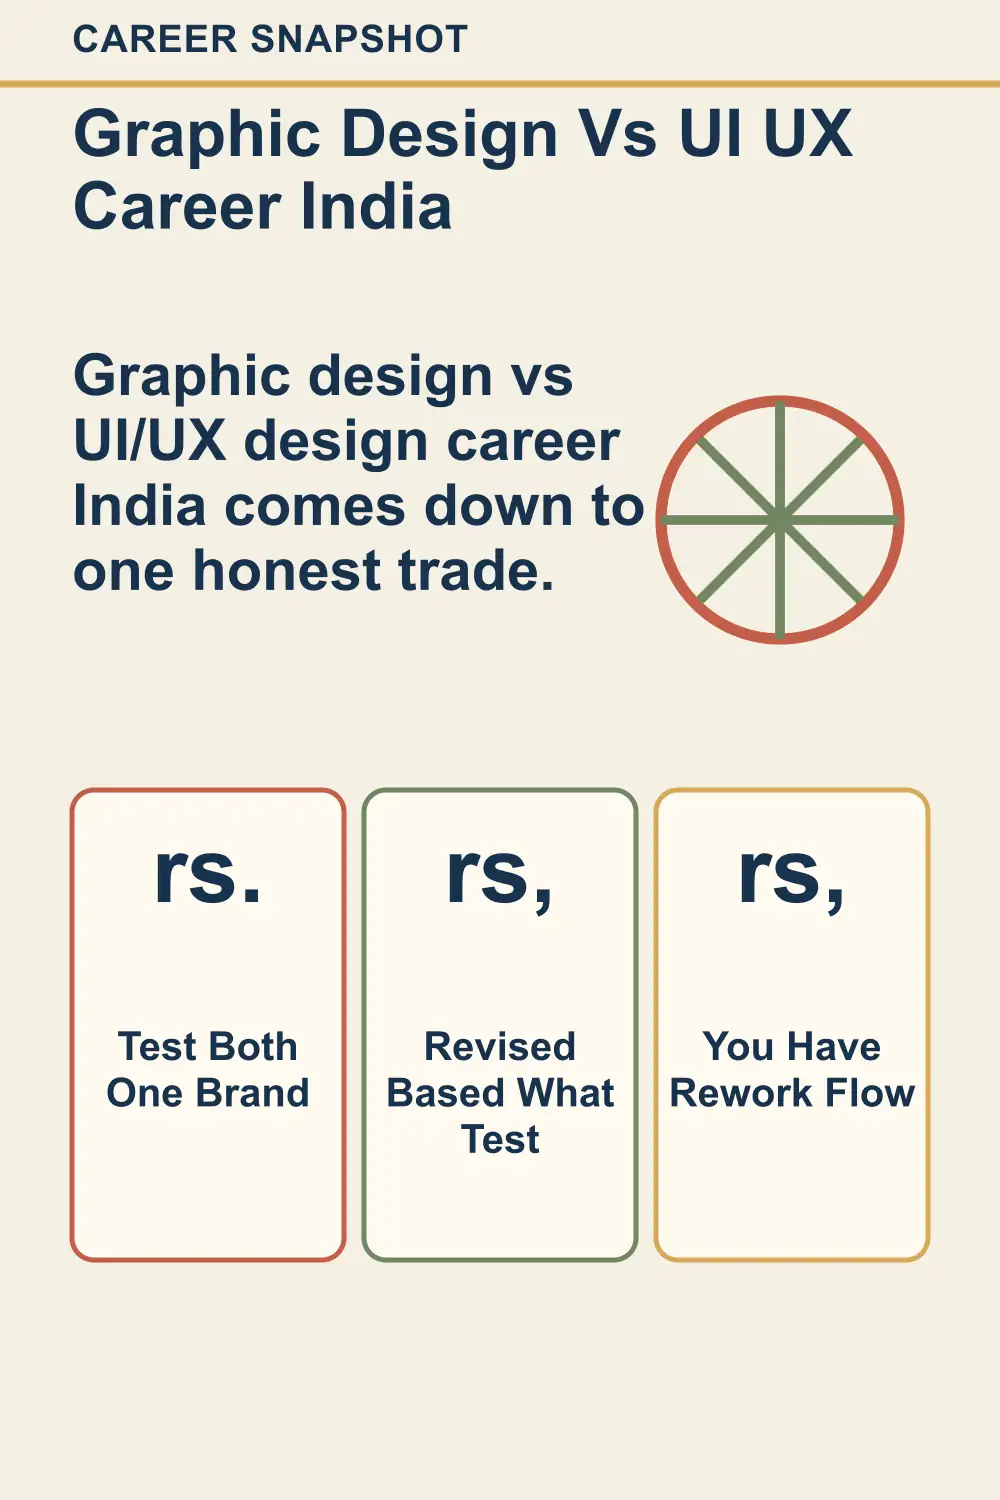 CAREER SNAPSHOT
Graphic Design Vs UI UX
Career India
Graphic design vs
UI/UX design career
India comes down to
one honest trade.
rs.
Test Both
One Brand
rs,
Revised
Based What
Test
rs,
You Have
Rework Flow